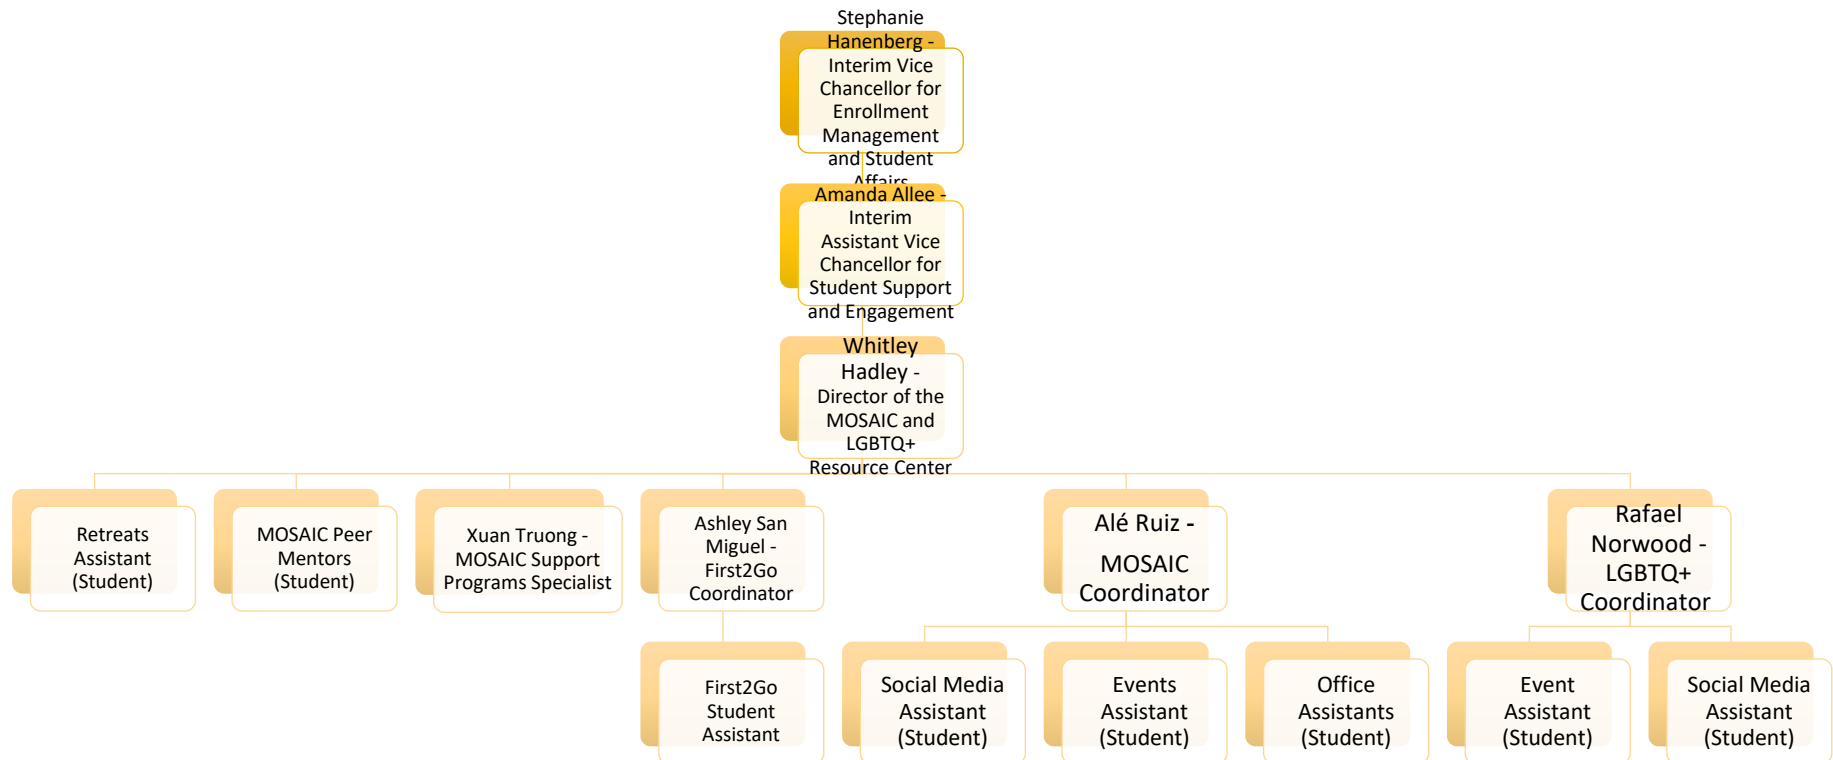 Stephanie
Hanenberg -
Interim Vice
Chancellor for
Enrollment
Management
and Student
Affairs
Amanda Allee -
Interim
Assistant Vice
Chancellor for
Student Support
and Engagement
Whitley
Hadley -
Director of the
MOSAIC and
LGBTQ+
Resource Center
Retreats
Assistant
(Student)
MOSAIC Peer
Mentors
(Student)
Xuan Truong -
MOSAIC Support
Programs Specialist
Ashley San
Miguel -
First2Go
Coordinator
Alé Ruiz -
MOSAIC
Coordinator
Rafael
Norwood -
LGBTQ+
Coordinator
First2Go
Student
Assistant
Social Media
Assistant
(Student)
Events
Assistant
(Student)
Office
Assistants
(Student)
Event
Assistant
(Student)
Social Media
Assistant
(Student)